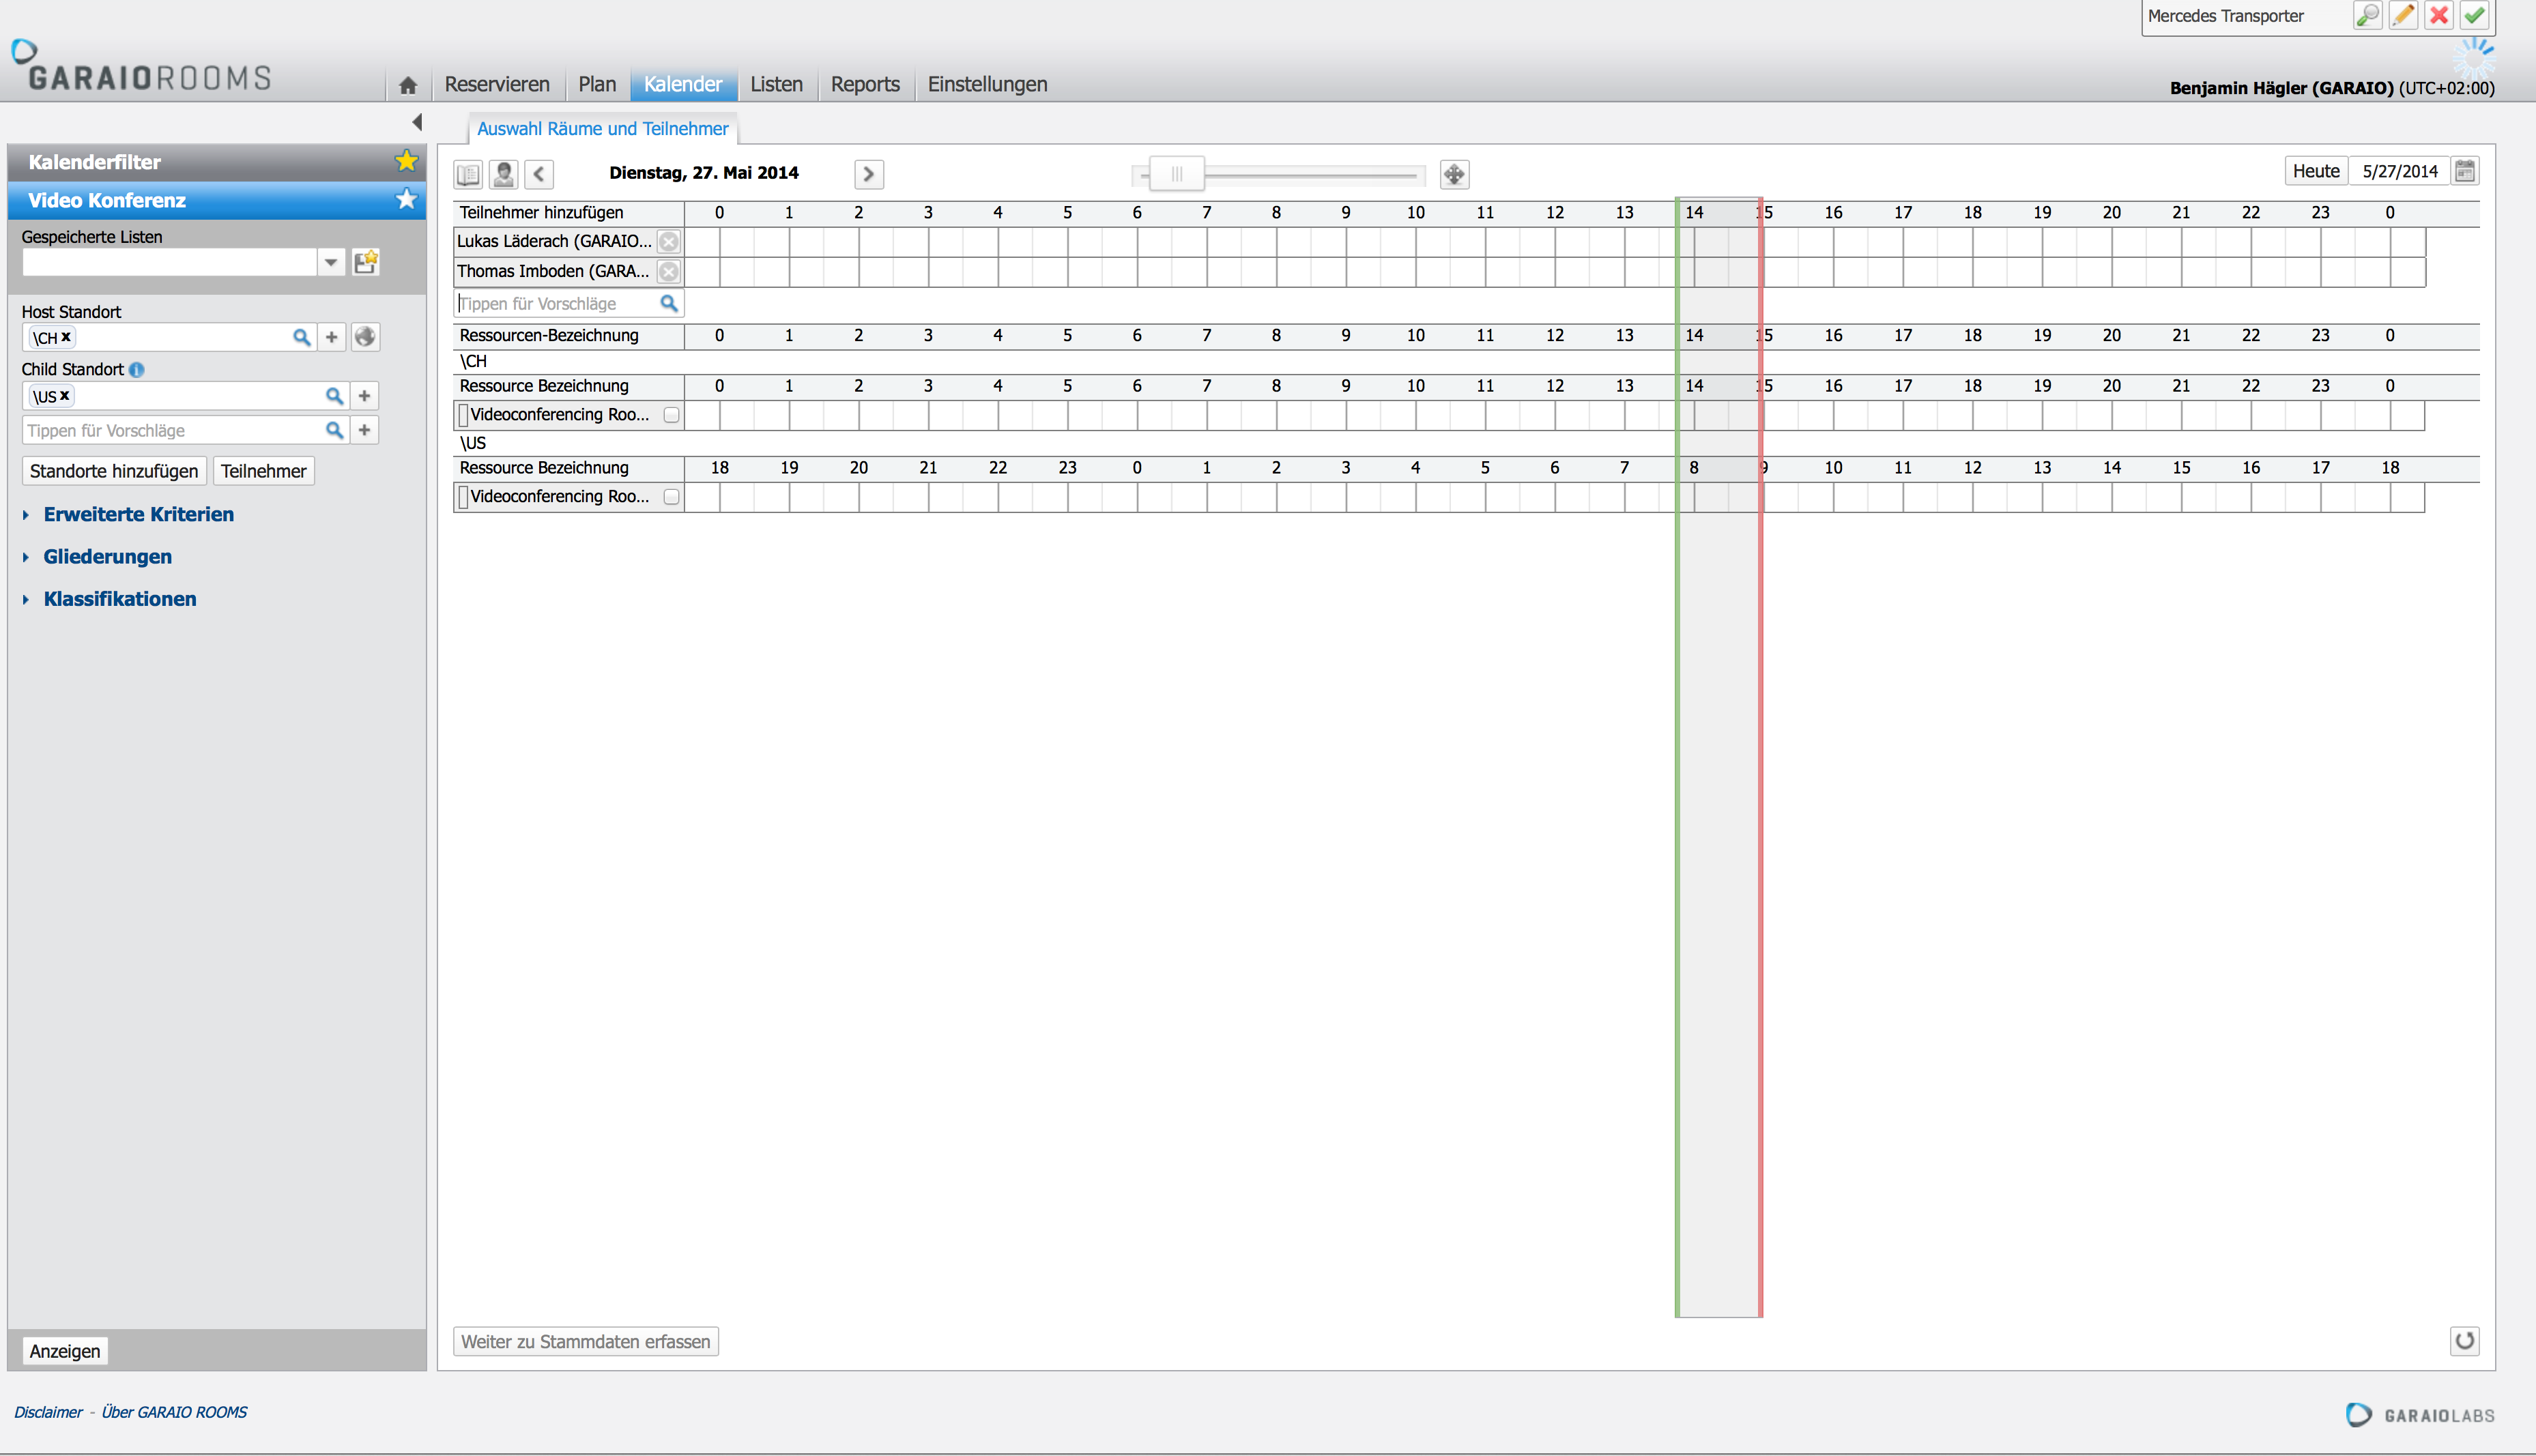 Mercedes Transporter
GARAIOROOMS
Reservieren Plan Kalender Listen Reports Einstellungen
Benjamin Hägler (GARAIO) (UTC+02:00)
Auswahl Räume und Teilnehmer
Kalenderfilter
Video Konferenz
Gespeicherte Listen
Host Standort
\CH x
Child Standort i
\US x
Tippen für Vorschläge
Standorte hinzufügen Teilnehmer
Erweiterte Kriterien
Gliederungen
Klassifikationen
Anzeigen
Dienstag, 27. Mai 2014
Heute 5/27/2014
Teilnehmer hinzufügen 0 1 2 3 4 5 6 7 8 9 10 11 12 13 14 15 16 17 18 19 20 21 22 23 0
Lukas Läderach (GARAIO...
Thomas Imboden (GARA...
Tippen für Vorschläge
Ressourcen-Bezeichnung 0 1 2 3 4 5 6 7 8 9 10 11 12 13 14 15 16 17 18 19 20 21 22 23 0
\CH
Ressource Bezeichnung 0 1 2 3 4 5 6 7 8 9 10 11 12 13 14 15 16 17 18 19 20 21 22 23 0
Videoconferencing Roo...
\US
Ressource Bezeichnung 18 19 20 21 22 23 0 1 2 3 4 5 6 7 8 9 10 11 12 13 14 15 16 17 18
Videoconferencing Roo...
Weiter zu Stammdaten erfassen
Disclaimer - Über GARAIO ROOMS
GARAIOLABS